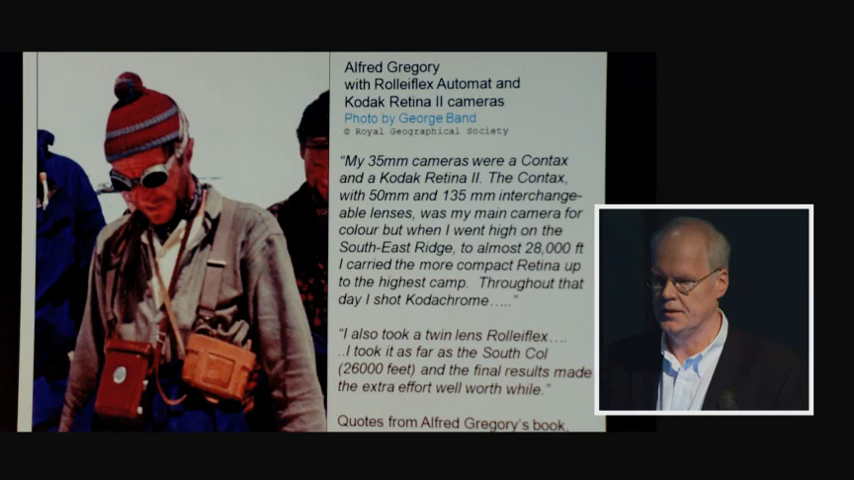 Alfred Gregory
with Rolleiflex Automat and
Kodak Retina II cameras
Photo by George Band
© Royal Geographical Society
“My 35mm cameras were a Contax
and a Kodak Retina II. The Contax,
with 50mm and 135 mm interchange-
able lenses, was my main camera for
colour but when I went high on the
South-East Ridge, to almost 28,000 ft
I carried the more compact Retina up
to the highest camp. Throughout that
day I shot Kodachrome…..”
“I also took a twin lens Rolleiflex….
..I took it as far as the South Col
(26000 feet) and the final results made
the extra effort well worth while.”
Quotes from Alfred Gregory’s book.